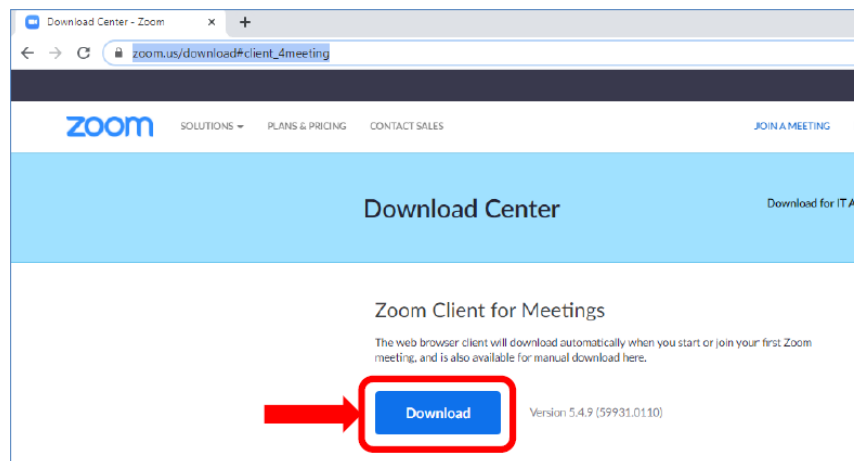 Download Center - Zoom
zoom.us/download#client_4meeting
zoom SOLUTIONS PLANS & PRICING CONTACT SALES JOIN A MEETING
Download Center
Download for IT A
Zoom Client for Meetings
The web browser client will download automatically when you start or join your first Zoom
meeting, and is also available for manual download here.
Download Version 5.4.9 (59931.0110)